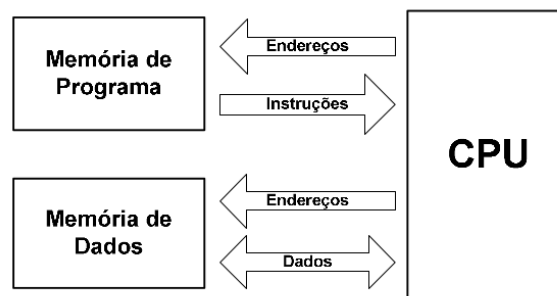 Memória de
Programa
Endereços
Instruções
CPU
Memória de
Dados
Endereços
Dados